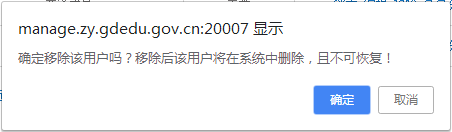 manage.zy.gdedu.gov.cn:20007 显示
确定移除该用户吗？移除后该用户将在系统中删除，且不可恢复！
确定 取消